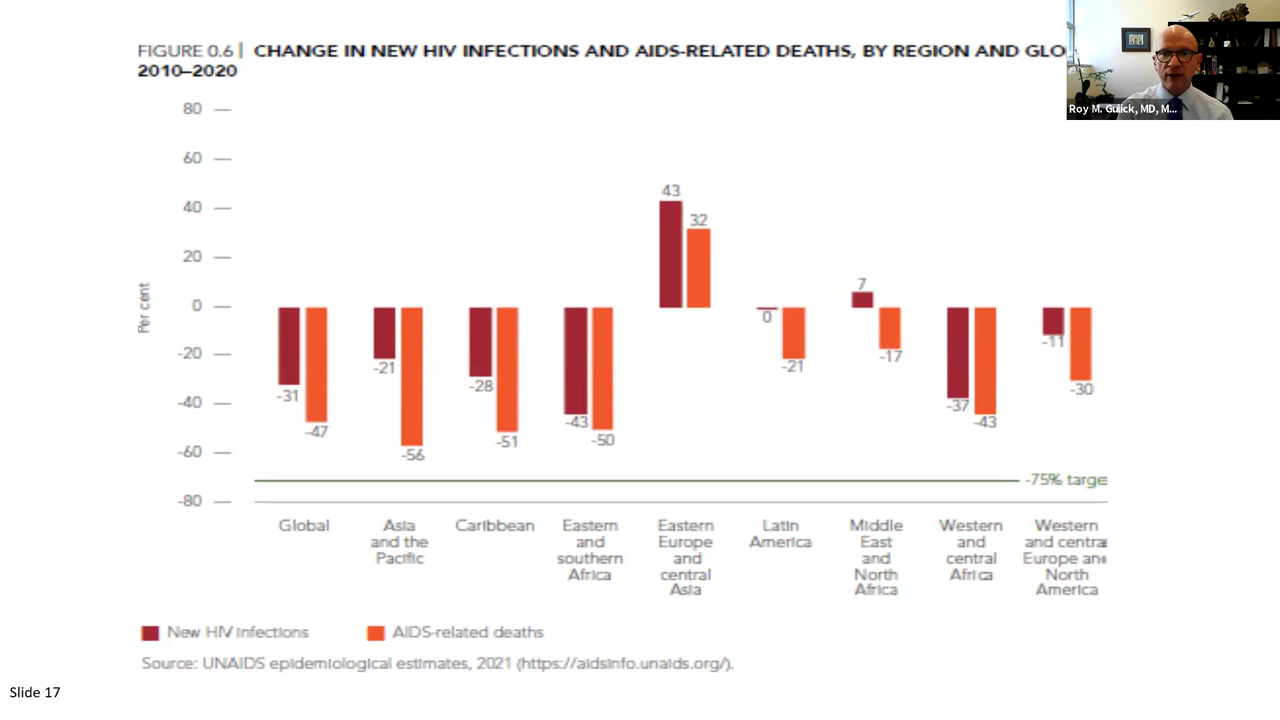 FIGURE 0.6 | CHANGE IN NEW HIV INFECTIONS AND AIDS-RELATED DEATHS, BY REGION AND GLO
2010–2020
Roy M. Gulick, MD, M...
80
60
40
20
0
-20
-40
-60
-80
Per cent
-31
-47
-21
-56
-28
-51
-43
-50
43
32
0
-21
7
-17
-37
-43
-11
-30
-75% targe
Global
Asia
and the
Pacific
Caribbean
Eastern
and
southern
Africa
Eastern
Europe
and
central
Asia
Latin
America
Middle
East
and
North
Africa
Western
and
central
Africa
Western
and centra
Europe an
North
America
New HIV infections
AIDS-related deaths
Source: UNAIDS epidemiological estimates, 2021 (https://aidsinfo.unaids.org/).
Slide 17